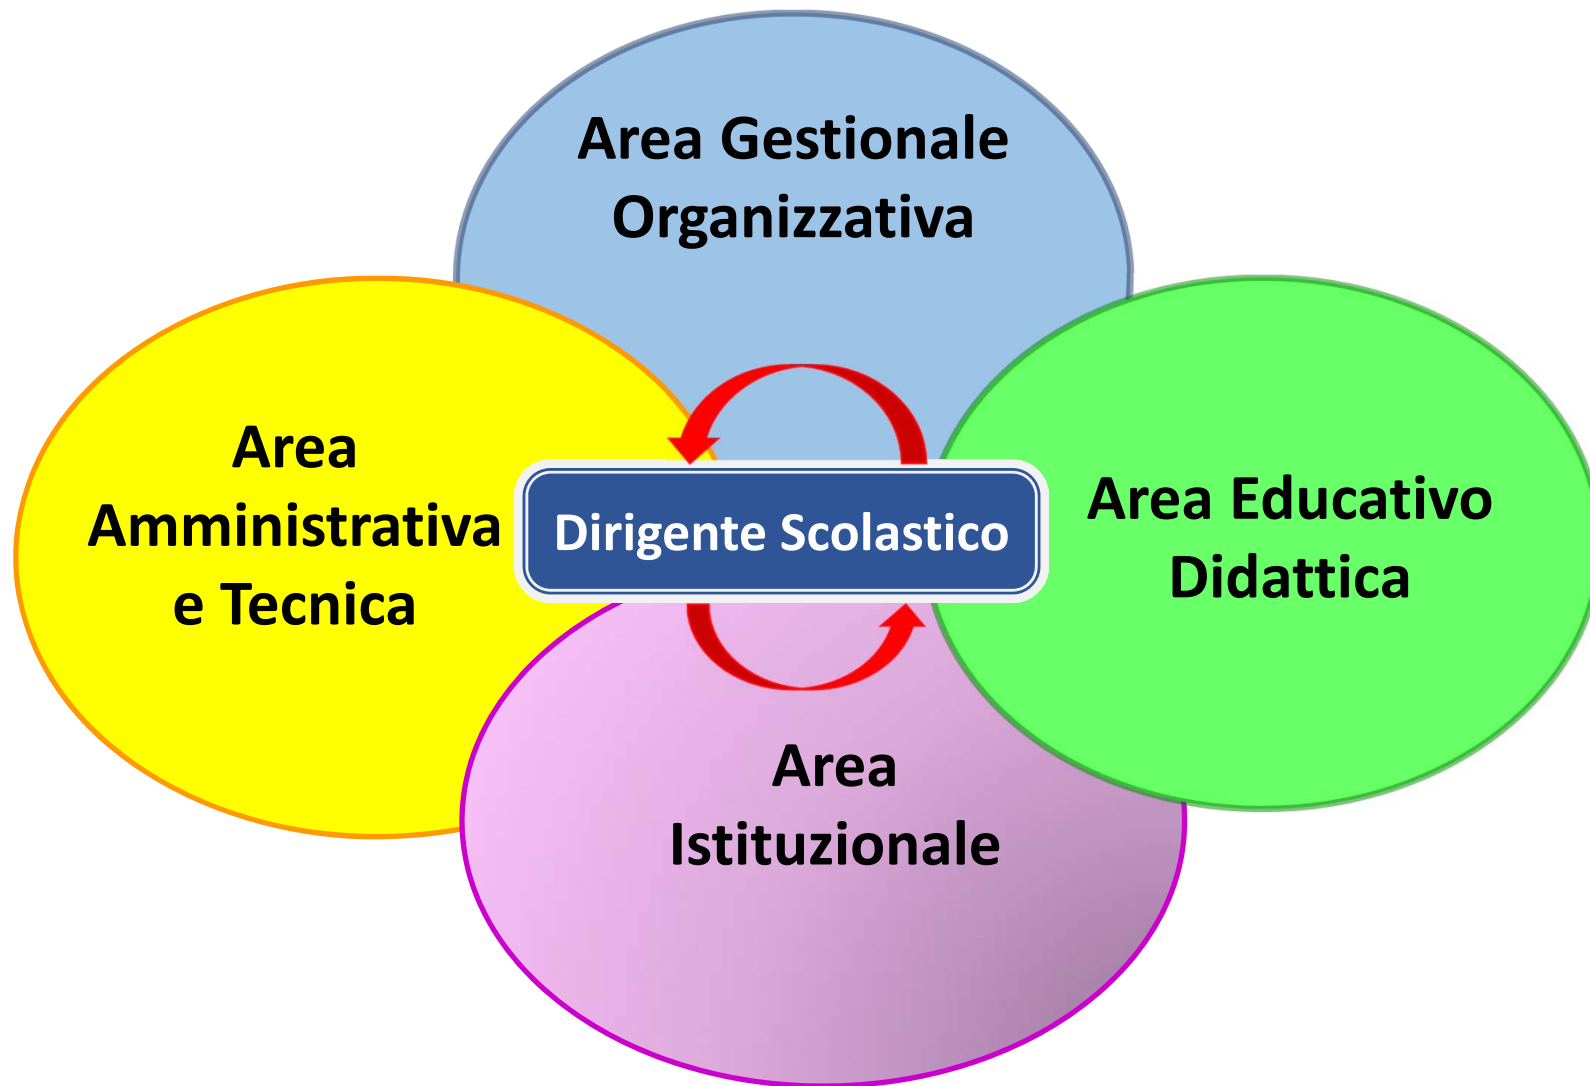 Area Gestionale
Organizzativa
Area
Amministrativa
e Tecnica
Dirigente Scolastico
Area Educativo
Didattica
Area
Istituzionale